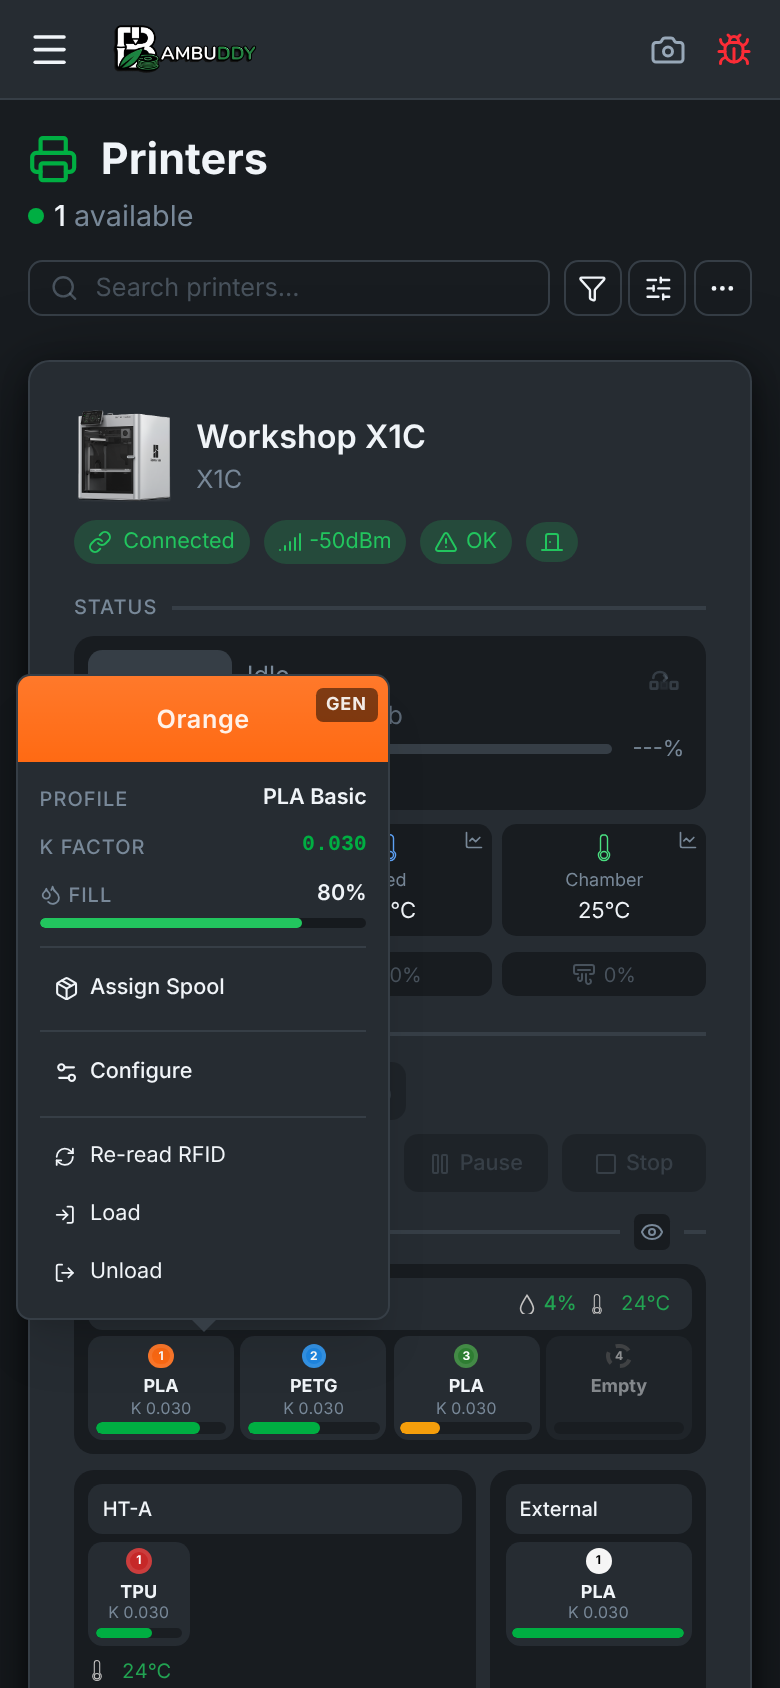 AMBUDDY
Printers
1 available
Search printers...
Workshop X1C
X1C
Connected
-50dBm
OK
STATUS
Orange
GEN
---%
PROFILE
PLA Basic
K FACTOR
0.030
FILL
80%
Assign Spool
Configure
Re-read RFID
Load
Unload
°C
Chamber
25°C
0%
0%
Pause
Stop
4%
24°C
1
PLA
K 0.030
2
PETG
K 0.030
3
PLA
K 0.030
4
Empty
HT-A
1
TPU
K 0.030
24°C
External
1
PLA
K 0.030